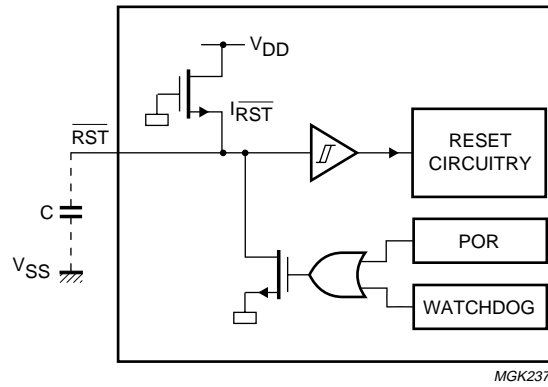 VDD
IRST
RST
RESET
CIRCUITRY
C
POR
VSS
WATCHDOG
MGK237